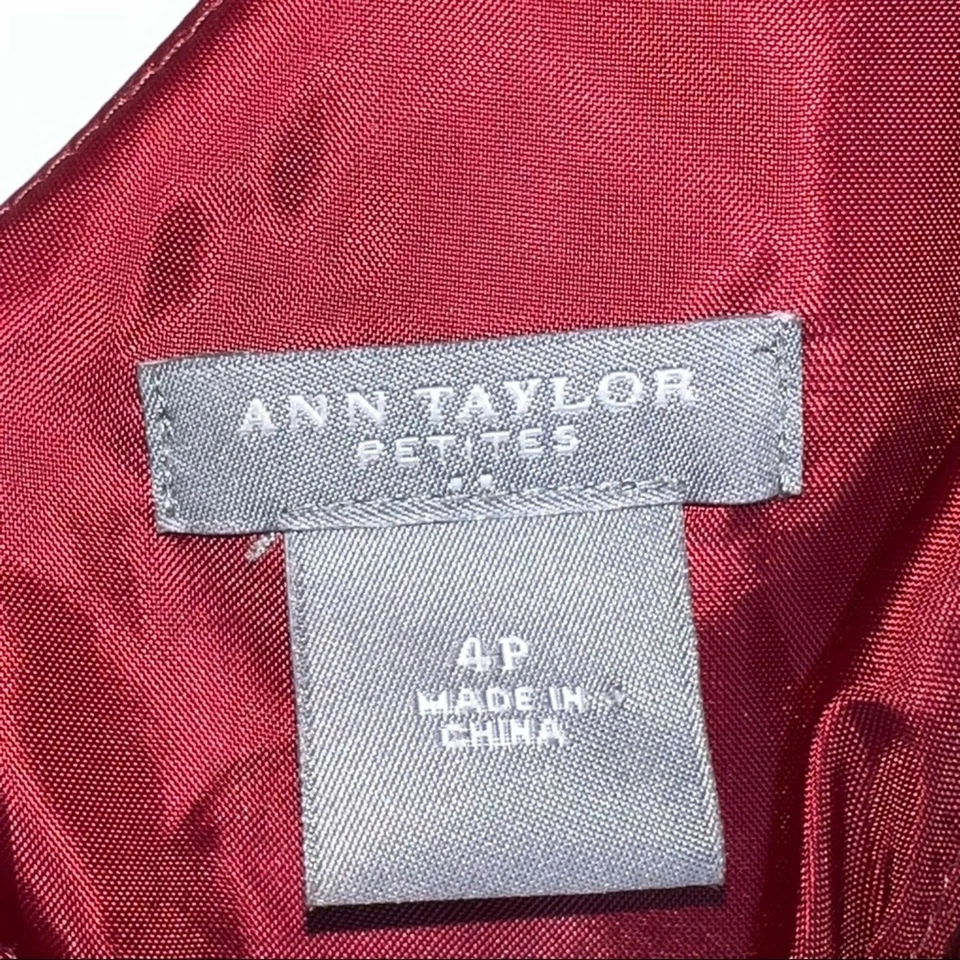 ANN TAYLOR
PETITES
4P
MADE IN
CHINA